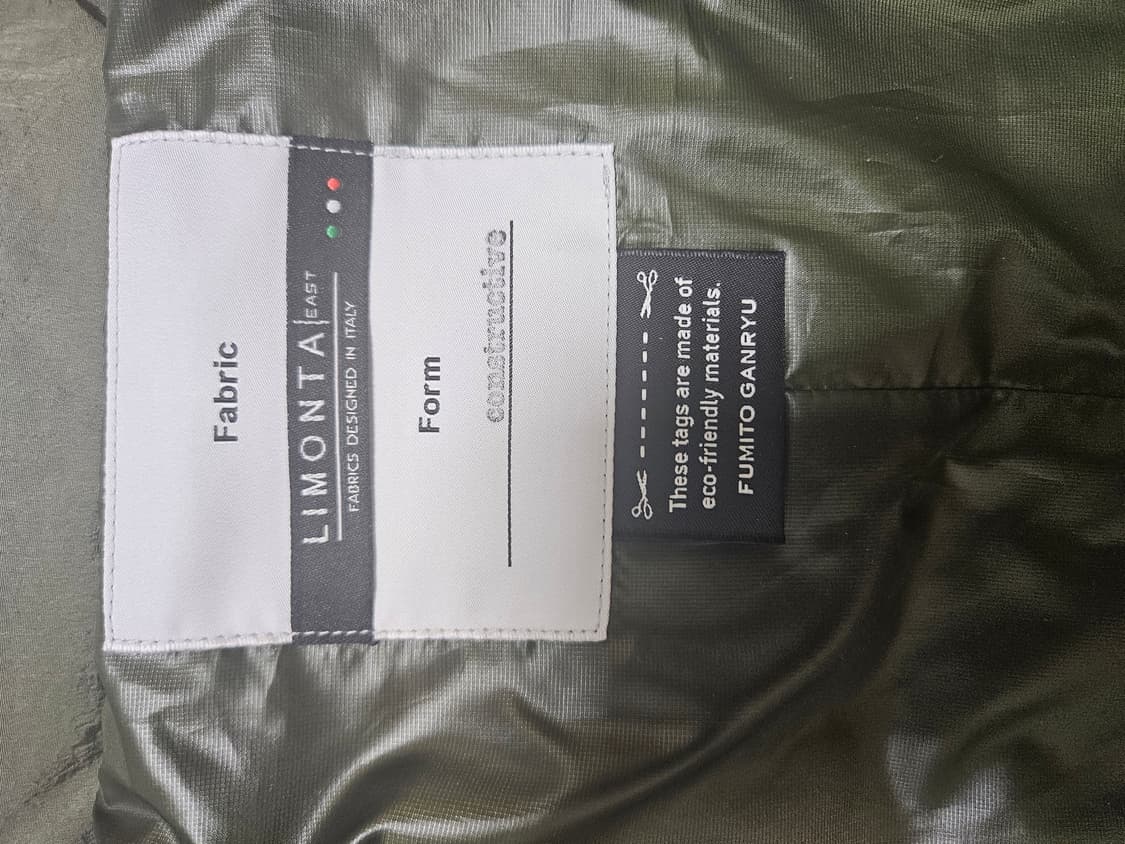 Fabric
LIMONTA|EAST
FABRICS DESIGNED IN ITALY
Form
constructive
These tags are made of
eco-friendly materials.
FUMITO GANRYU